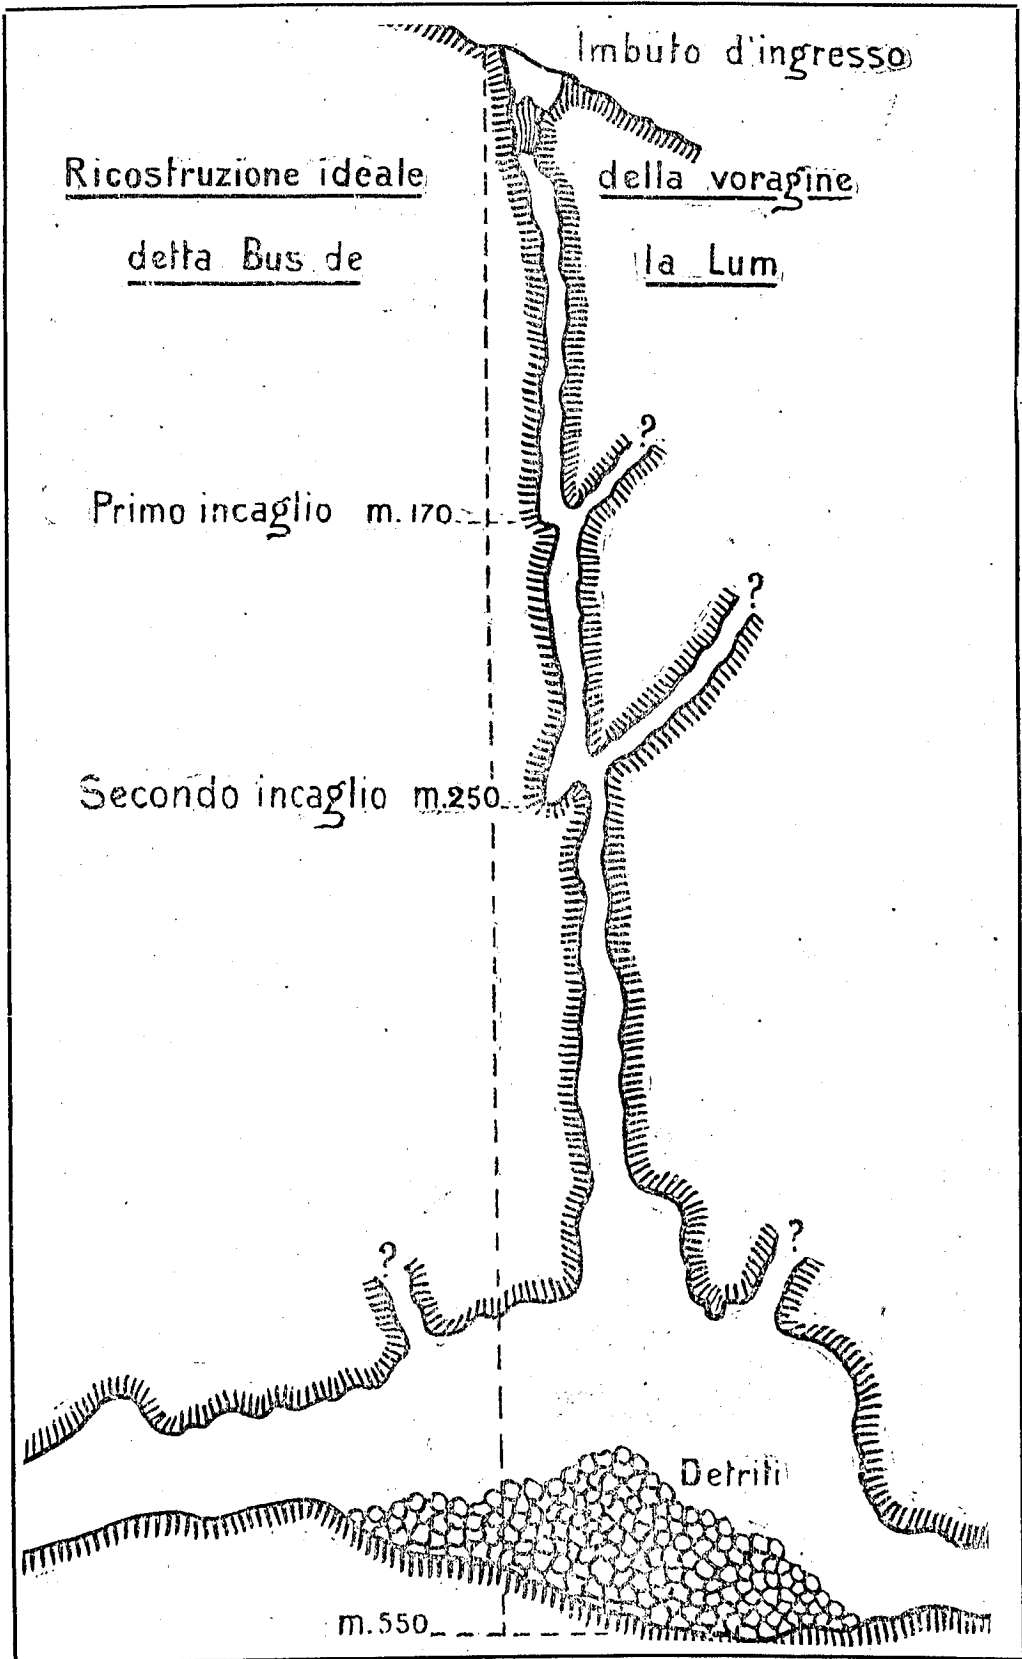 Imbuto d'ingresso
Ricostruzione ideale della voragine
detta Bus de la Lum
?
Primo incaglio m. 170
?
Secondo incaglio m. 250
?
?
Detriti
m. 550